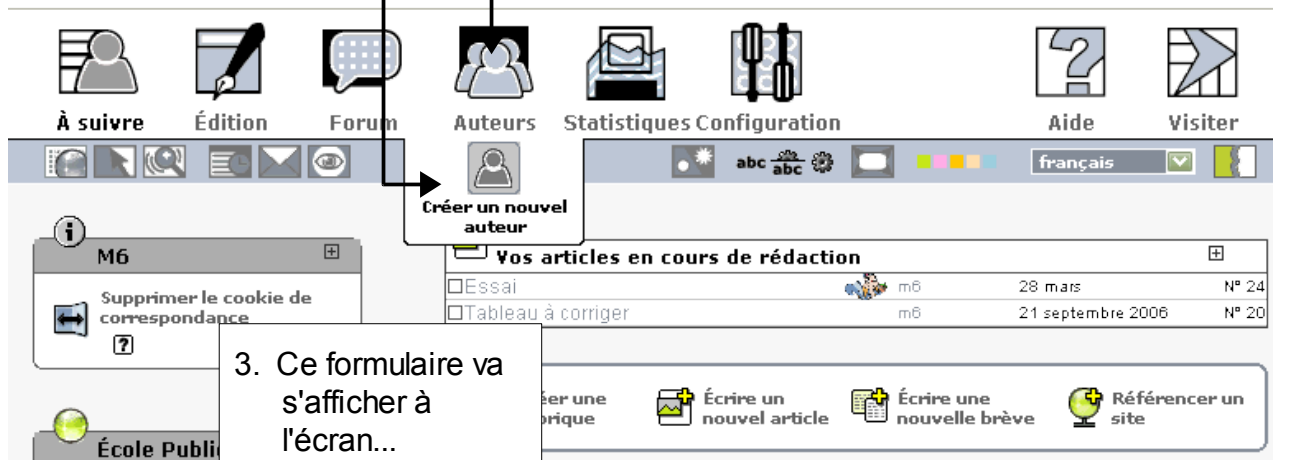 À suivre Édition Forum Auteurs Statistiques Configuration Aide Visiter
abc abc abc français
Créer un nouvel
auteur
M6
Vos articles en cours de rédaction
Essai m6 28 mars N° 24
Tableau à corriger m6 21 septembre 2006 N° 20
Supprimer le cookie de
correspondance
?
3. Ce formulaire va
s'afficher à
l'écran...
éer une
brique
Écrire un
nouvel article
Écrire une
nouvelle brève
Référencer un
site
École Publi